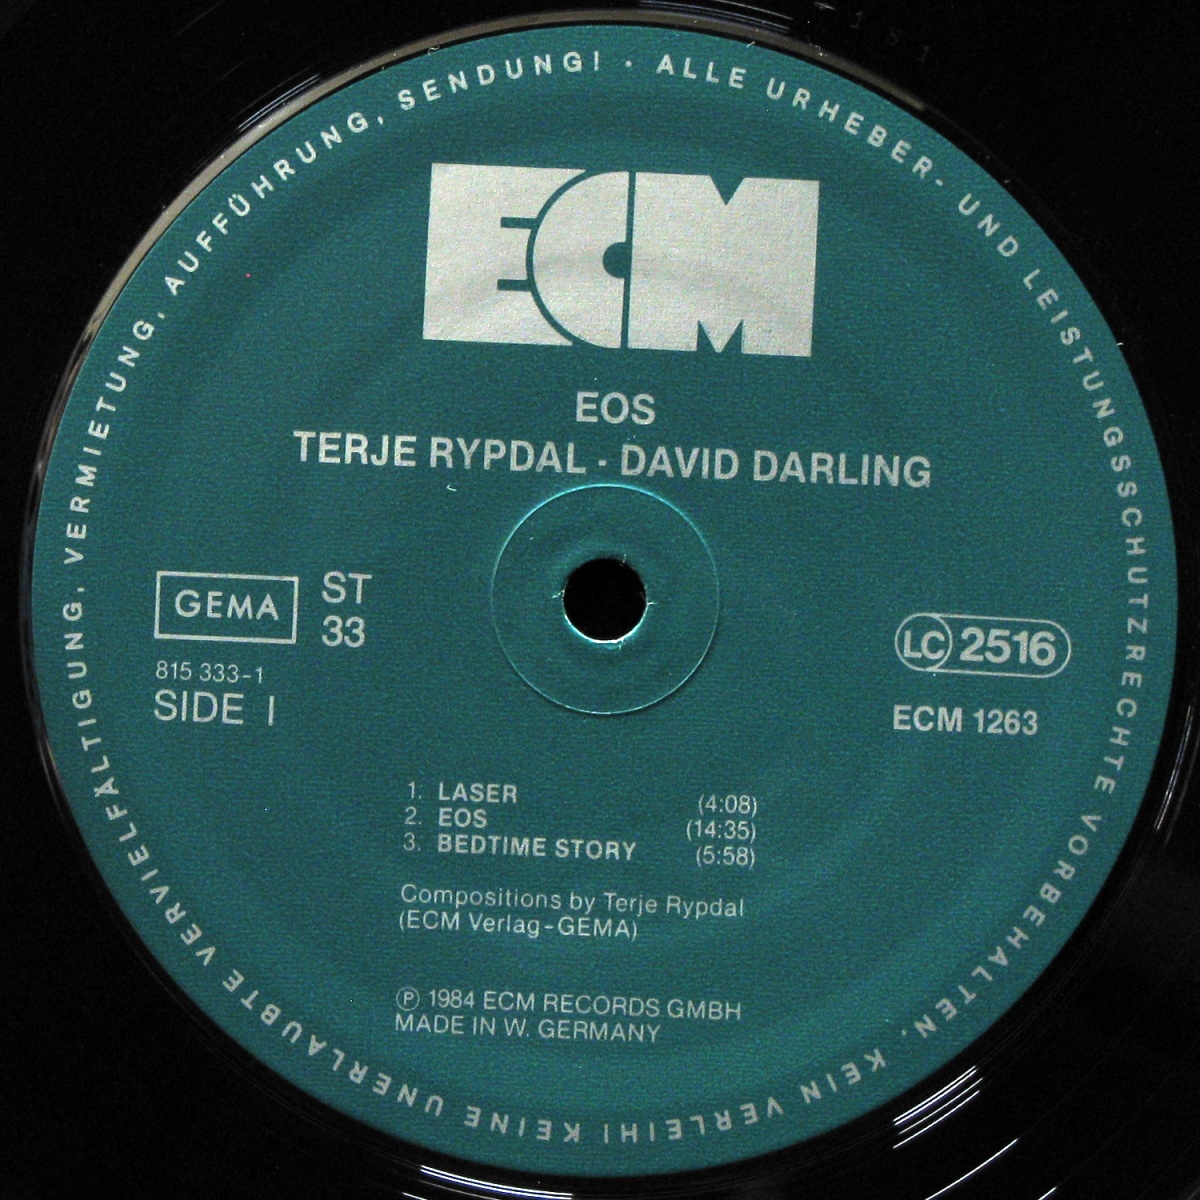 ALLE URHEBER- UND LEISTUNGSSCHUTZRECHTE VORBEHALTEN. KEIN VERLEIH! KEINE UNERLAUBTE VERVIELFÄLTIGUNG, VERMIETUNG, AUFFÜHRUNG, SENDUNG! ·
ECM
EOS
TERJE RYPDAL - DAVID DARLING
GEMA
ST
33
815 333-1
SIDE I
LC 2516
ECM 1263
1. LASER (4:08)
2. EOS (14:35)
3. BEDTIME STORY (5:58)
Compositions by Terje Rypdal
(ECM Verlag-GEMA)
Ⓟ 1984 ECM RECORDS GMBH
MADE IN W. GERMANY